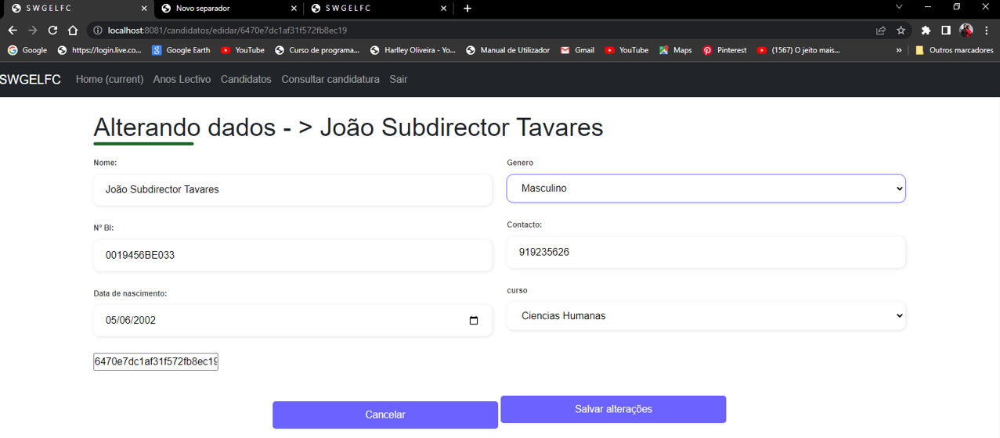 S W G E L F C
Novo separador
S W G E L F C
localhost:8081/candidatos/edidar/6470e7dc1af31f572fb8ec19
Google
https://login.live.co...
Google Earth
YouTube
Curso de programa...
Harlley Oliveira - Yo...
Manual de Utilizador
Gmail
YouTube
Maps
Pinterest
(1567) O jeito mais...
»
Outros marcadores
SWGELFC
Home (current)
Anos Lectivo
Candidatos
Consultar candidatura
Sair
Alterando dados - > João Subdirector Tavares
Nome:
João Subdirector Tavares
Genero
Masculino
Nº BI:
0019456BE033
Contacto:
919235626
Data de nascimento:
05/06/2002
curso
Ciencias Humanas
6470e7dc1af31f572fb8ec19
Cancelar
Salvar alterações